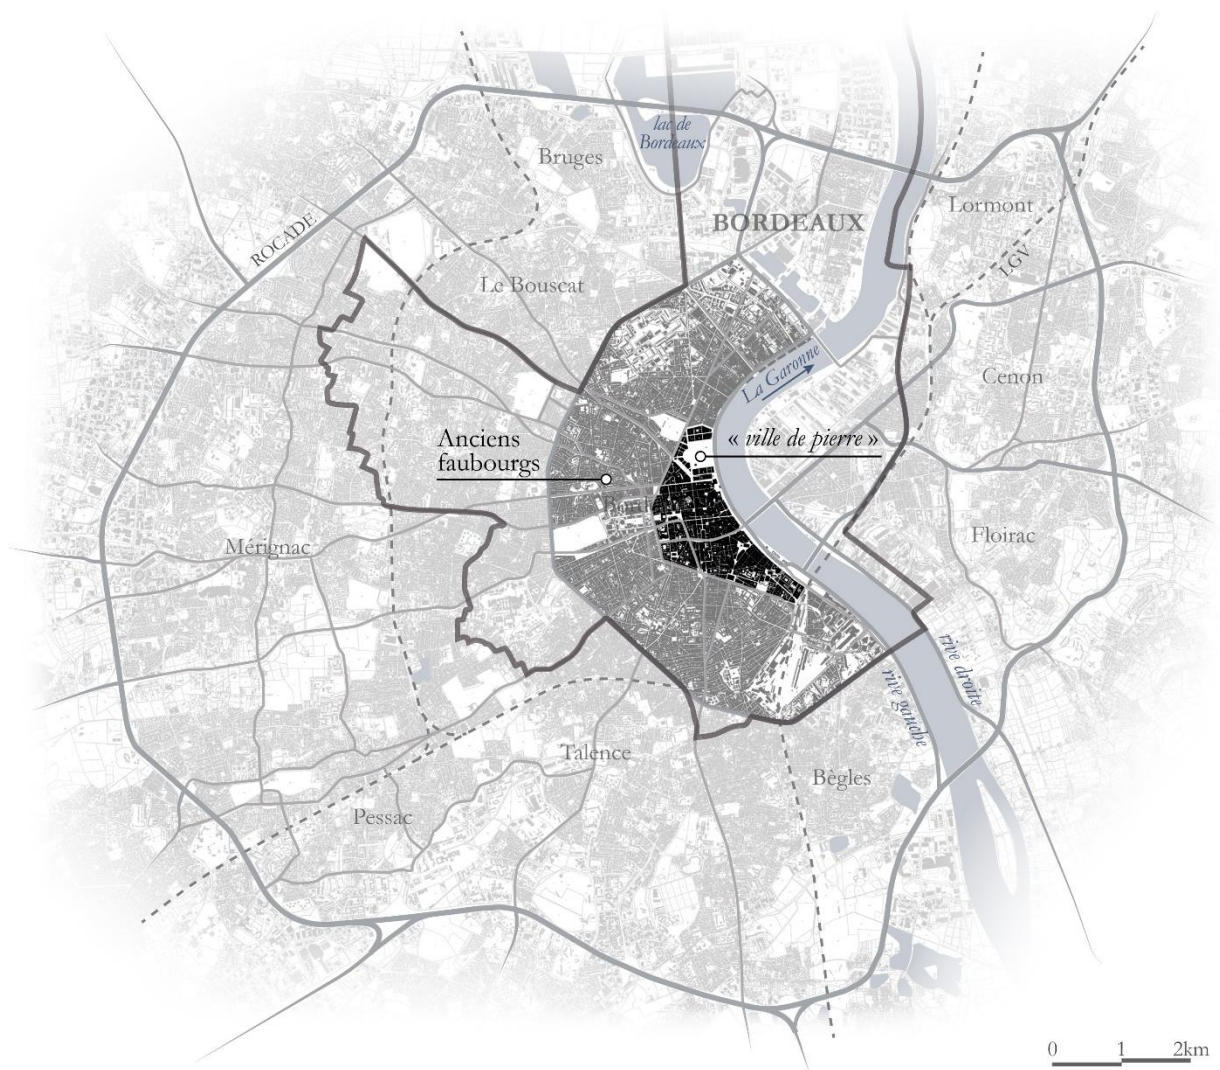 lac de
Bordeaux
Bruges
BORDEAUX
Lormont
ROCADE
LGV
Le Bouscat
La Garonne
Cenon
Anciens
faubourgs
« ville de pierre »
Floirac
Mérignac
rive droite
rive gauche
Talence
Bègles
Pessac
0 1 2km